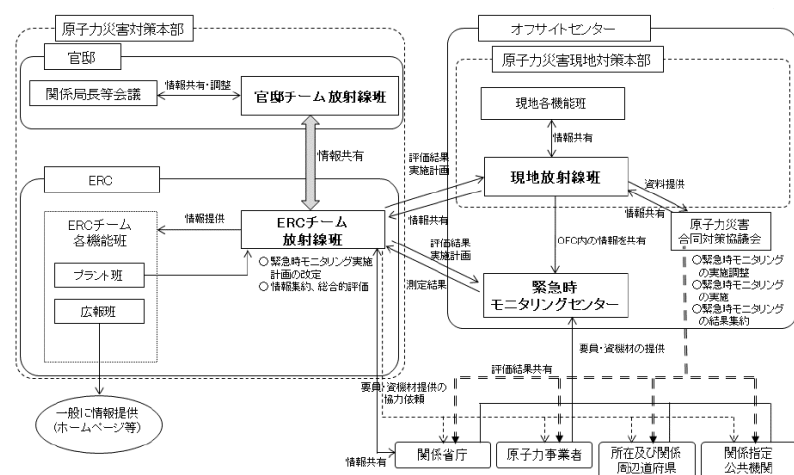 原子力災害対策本部
官邸
関係局長等会議
情報共有・調整
官邸チーム放射線班
情報共有
ERC
ERCチーム
各機能班
情報提供
ERCチーム
放射線班
○緊急時モニタリング実施
計画の改定
○情報集約、総合的評価
プラント班
広報班
一般に情報提供
(ホームページ等)
評価結果
実施計画
情報共有
評価結果
実施計画
測定結果
オフサイトセンター
原子力災害現地対策本部
現地各機能班
情報共有
現地放射線班
資料提供
情報共有
OFC内の情報を共有
原子力災害
合同対策協議会
緊急時
モニタリングセンター
○緊急時モニタリング
の実施調整
○緊急時モニタリング
の実施
○緊急時モニタリング
の結果集約
要員・資機材の提供
評価結果共有
要員・資機材提供の
協力依頼
情報共有
関係省庁
原子力事業者
所在及び関係
周辺道府県
関係指定
公共機関